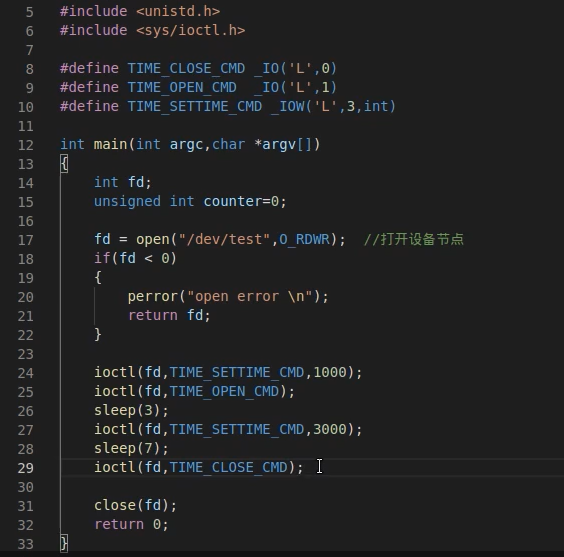 5 #include <unistd.h>
6 #include <sys/ioctl.h>
7
8 #define TIME_CLOSE_CMD _IO('L',0)
9 #define TIME_OPEN_CMD  _IO('L',1)
10 #define TIME_SETTIME_CMD _IOW('L',3,int)
11
12 int main(int argc,char *argv[])
13 {
14     int fd;
15     unsigned int counter=0;
16
17     fd = open("/dev/test",O_RDWR);  //打开设备节点
18     if(fd < 0)
19     {
20         perror("open error \n");
21         return fd;
22     }
23
24     ioctl(fd,TIME_SETTIME_CMD,1000);
25     ioctl(fd,TIME_OPEN_CMD);
26     sleep(3);
27     ioctl(fd,TIME_SETTIME_CMD,3000);
28     sleep(7);
29     ioctl(fd,TIME_CLOSE_CMD);
30
31     close(fd);
32     return 0;
33 }